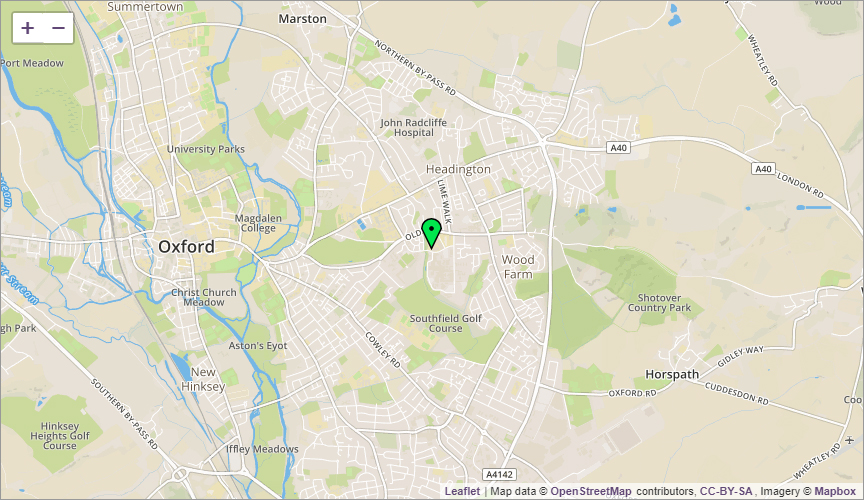 Summertown
Marston
Wood
+ −
Port Meadow
NORTHERN BY-PASS RD
WHEATLEY RD
John Radcliffe
Hospital
University Parks
A40
Headington
A40
LONDON RD
LIME WALK
Magdalen
College
OLD
Oxford
Wood
Farm
Christ Church
Meadow
Shotover
Country Park
Southfield Golf
Course
gh Park
Aston's Eyot
COWLEY RD
GIDLEY WAY
New
Hinksey
Horspath
SOUTHERN BY-PASS RD
OXFORD RD
CUDDESDON RD
Coo
Hinksey
Heights Golf
Course
Iffley Meadows
WHEATLEY RD
A4142
Leaflet | Map data © OpenStreetMap contributors, CC-BY-SA , Imagery © Mapbox